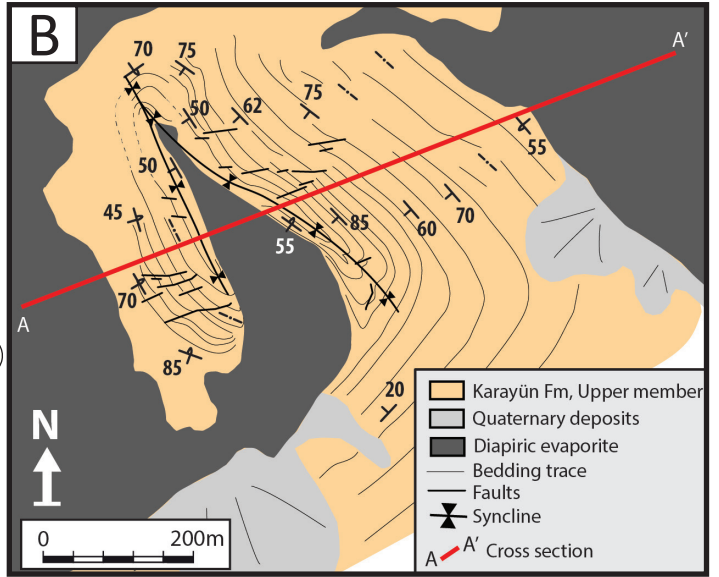 B
A'
70
75
50
62
75
55
50
45
85
60
70
55
70
A
85
20
N
0 200m
Karayün Fm, Upper member
Quaternary deposits
Diapiric evaporite
Bedding trace
Faults
Syncline
A A' Cross section